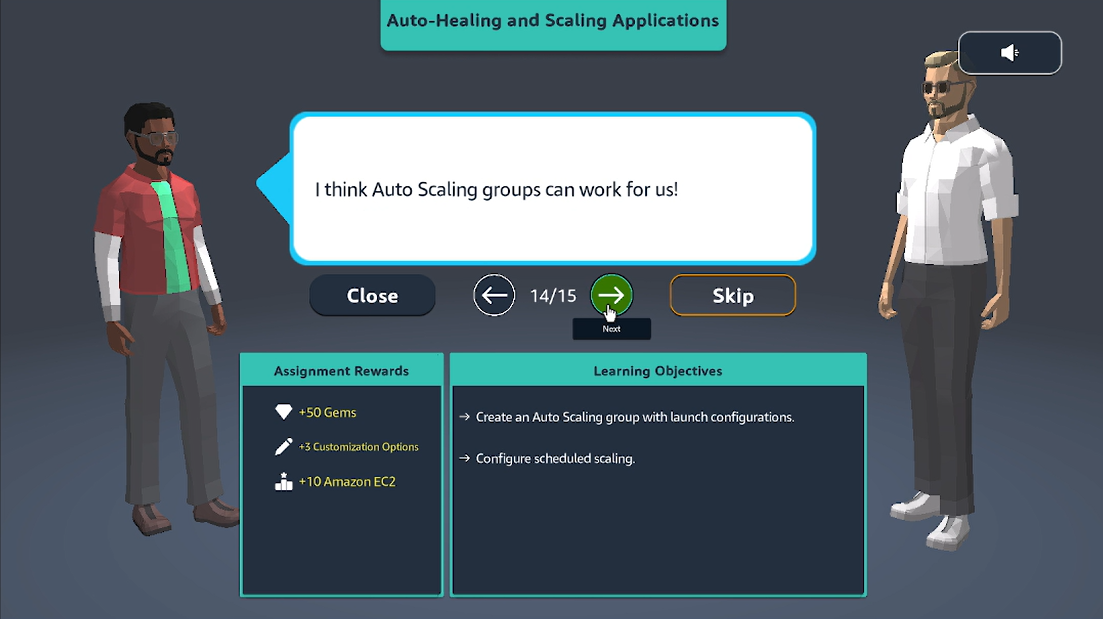 Auto-Healing and Scaling Applications
I think Auto Scaling groups can work for us!
Close
14/15
Skip
Next
Assignment Rewards
+50 Gems
+3 Customization Options
+10 Amazon EC2
Learning Objectives
→ Create an Auto Scaling group with launch configurations.
→ Configure scheduled scaling.